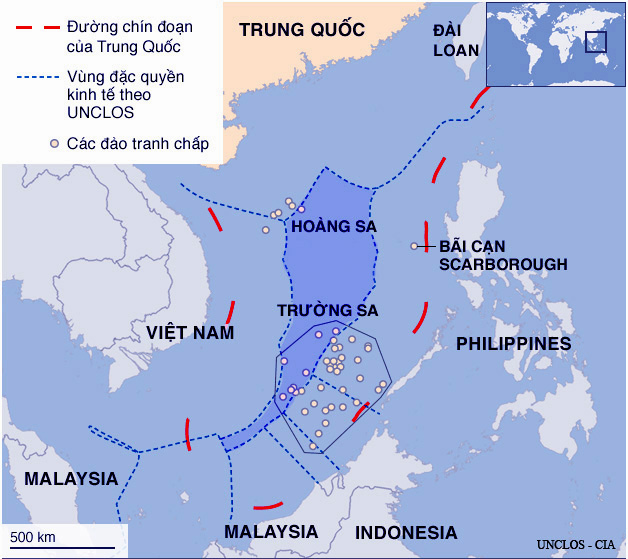 Đường chín đoạn
của Trung Quốc
Vùng đặc quyền
kinh tế theo
UNCLOS
Các đảo tranh chấp
TRUNG QUỐC
ĐÀI
LOAN
HOÀNG SA
BÃI CẠN
SCARBOROUGH
TRƯỜNG SA
VIỆT NAM
PHILIPPINES
MALAYSIA
MALAYSIA
INDONESIA
500 km
UNCLOS - CIA